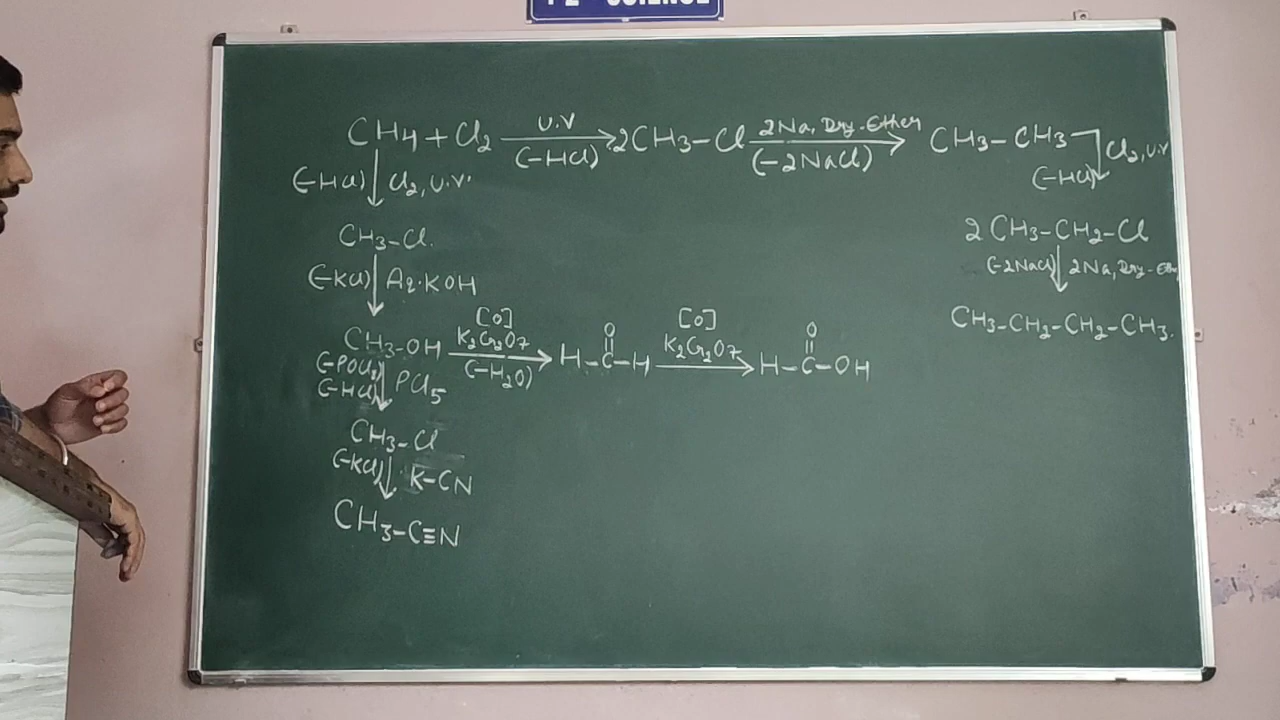 SCIENCE
CH4 + Cl2 U.V (-HCl) 2CH3-Cl 2Na, Dry-Ether (-2NaCl) CH3-CH3 Cl2, U.V (-HCl)
(-HCl) Cl2, U.V.
CH3-Cl.
(-KCl) Aq.KOH
CH3-OH [O] K2Cr2O7 (-H2O) H-C-H O [O] K2Cr2O7 H-C-OH O
(-POCl3) (-HCl) PCl5
CH3-Cl
(-KCl) K-CN
CH3-C≡N
2 CH3-CH2-Cl
(-2NaCl) 2Na, Dry-Ethe
CH3-CH2-CH2-CH3.